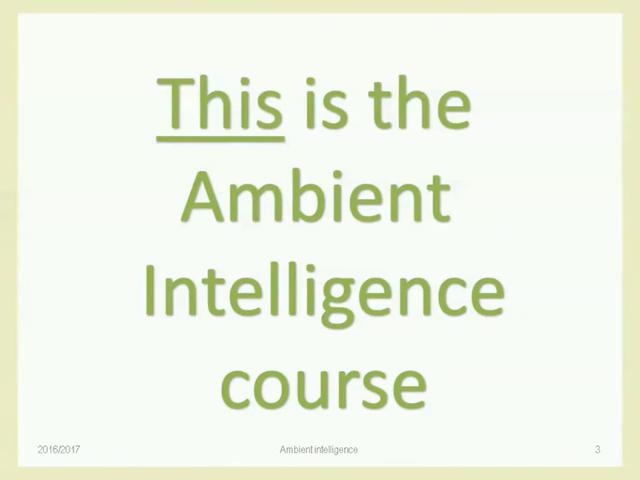 This is the
Ambient
Intelligence
course
2016/2017
Ambient intelligence
3